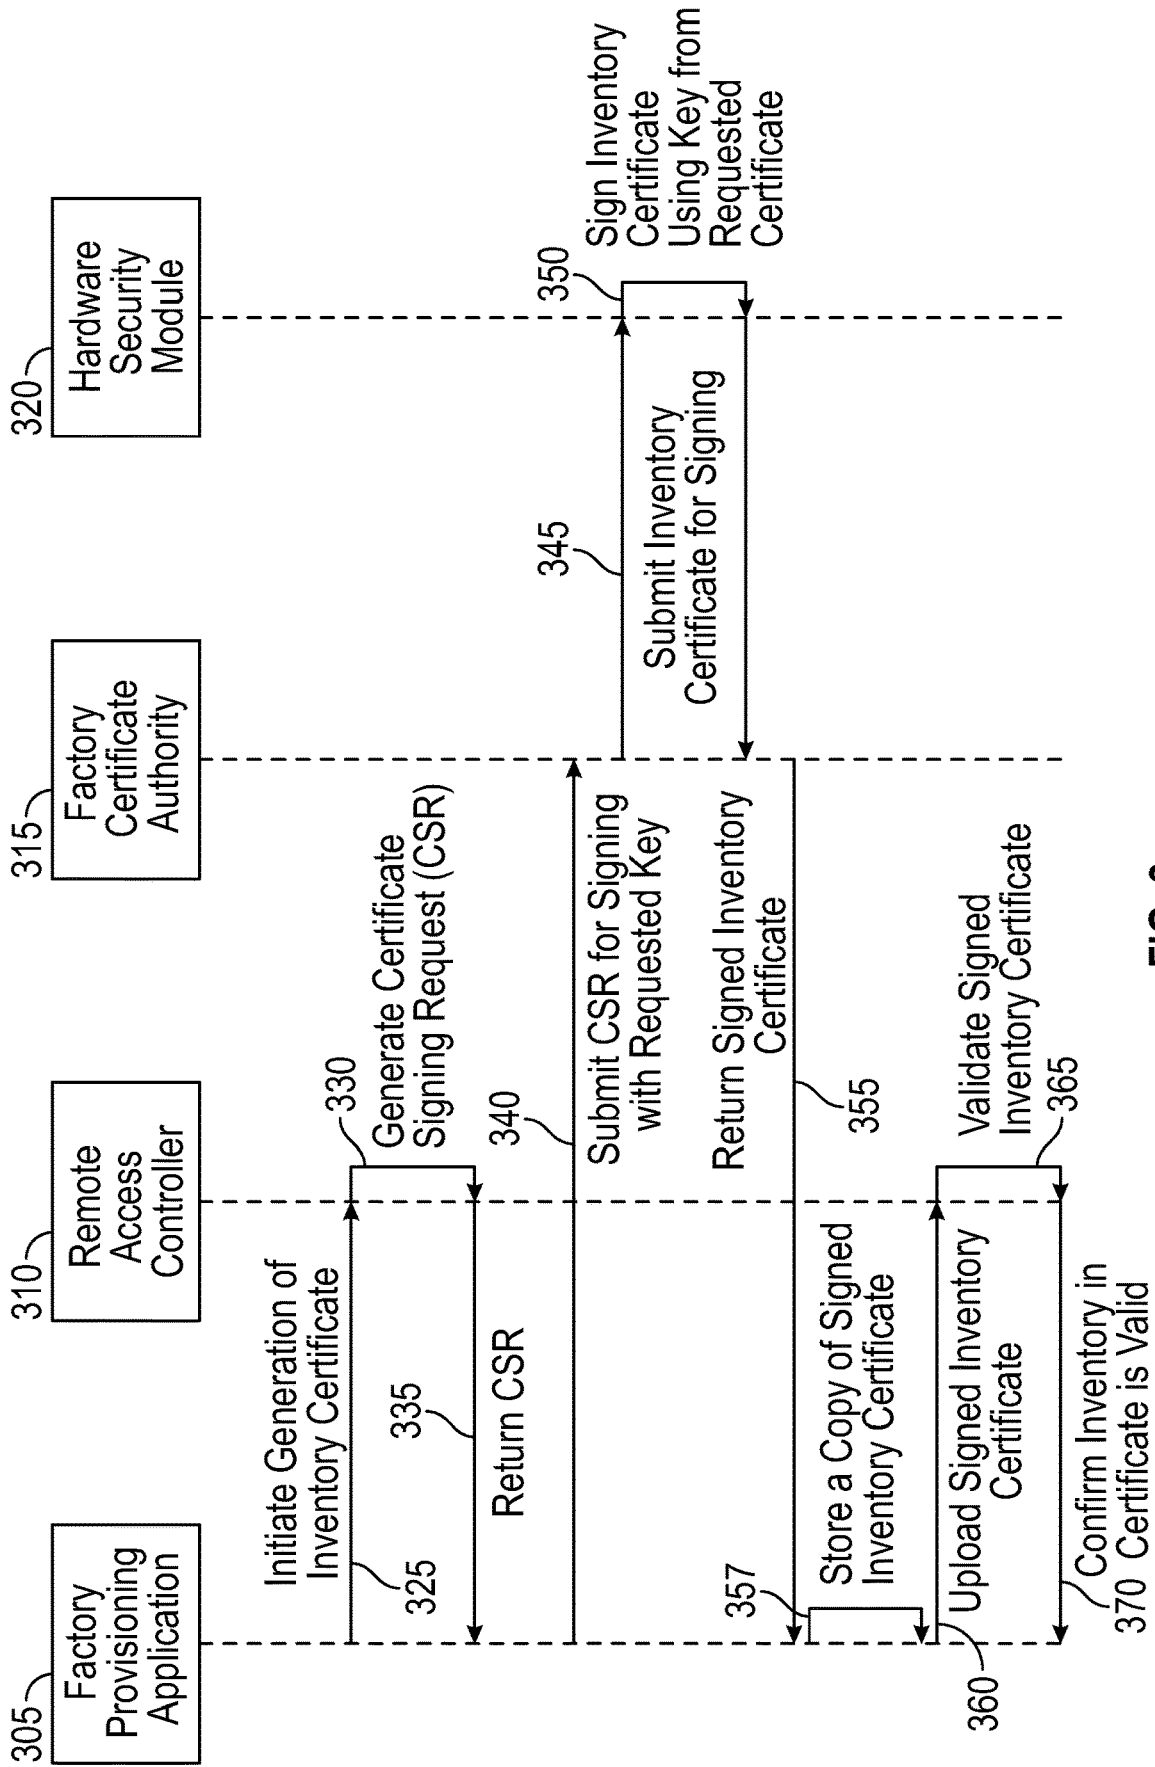 305
Factory
Provisioning
Application
310
Remote
Access
Controller
315
Factory
Certificate
Authority
320
Hardware
Security
Module
Initiate Generation of
Inventory Certificate
325
330
Generate Certificate
Signing Request (CSR)
335
Return CSR
340
Submit CSR for Signing
with Requested Key
345
Submit Inventory
Certificate for Signing
350
Sign Inventory
Certificate
Using Key from
Requested
Certificate
Return Signed Inventory
Certificate
355
357
Store a Copy of Signed
Inventory Certificate
360
Upload Signed Inventory
Certificate
Validate Signed
Inventory Certificate
365
Confirm Inventory in
370 Certificate is Valid